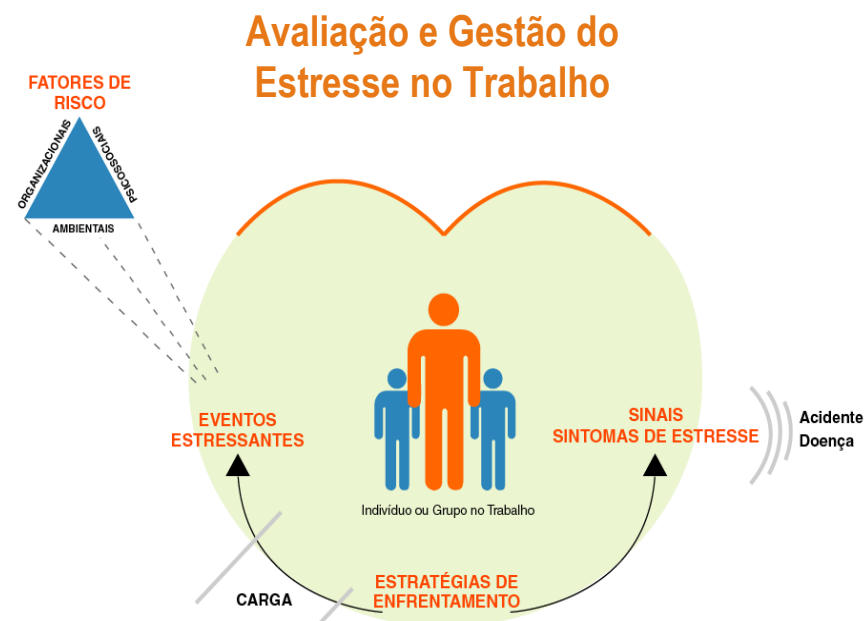 Avaliação e Gestão do
Estresse no Trabalho
FATORES DE
RISCO
ORGANIZACIONAIS
PSICOSSOCIAIS
AMBIENTAIS
EVENTOS
ESTRESSANTES
SINAIS
SINTOMAS DE ESTRESSE
Acidente
Doença
Indivíduo ou Grupo no Trabalho
ESTRATÉGIAS DE
ENFRENTAMENTO
CARGA